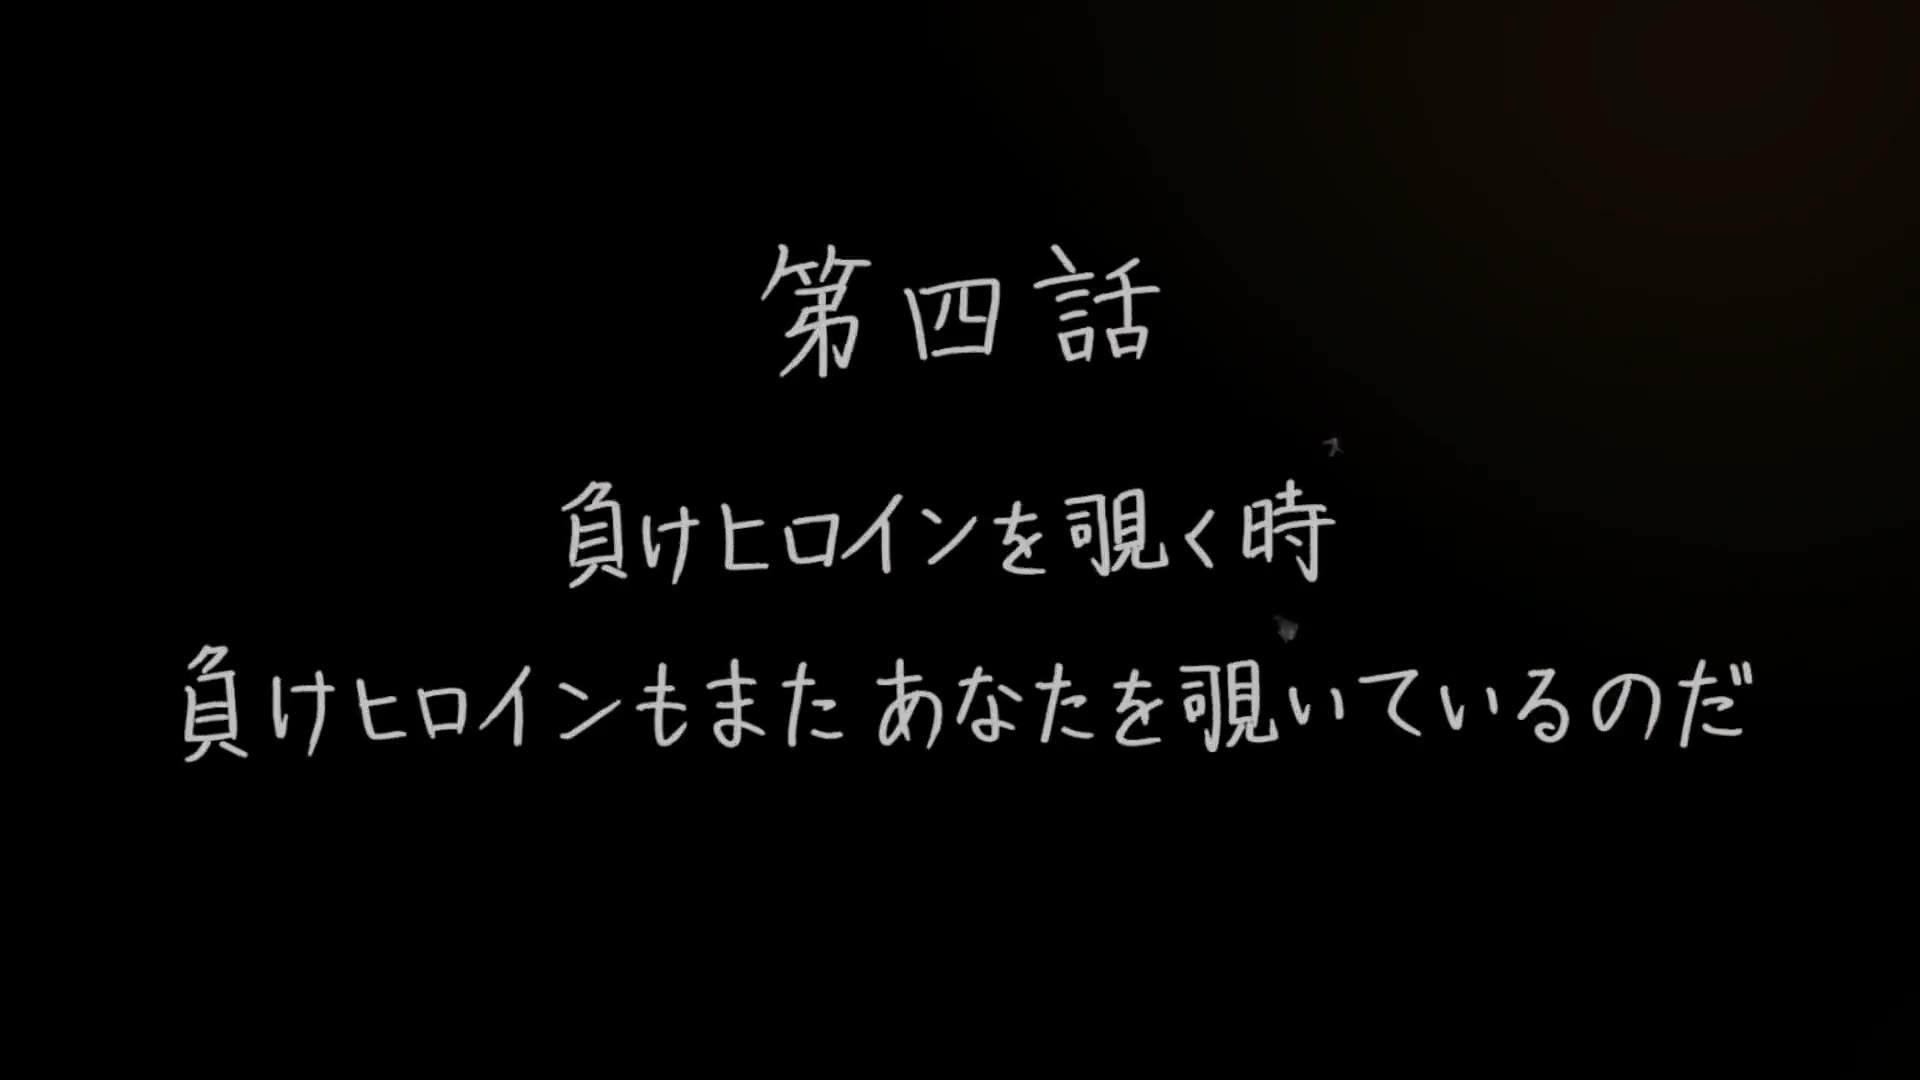 第四話
負けヒロインを覗く時
負けヒロインもまた あなたを覗いているのだ